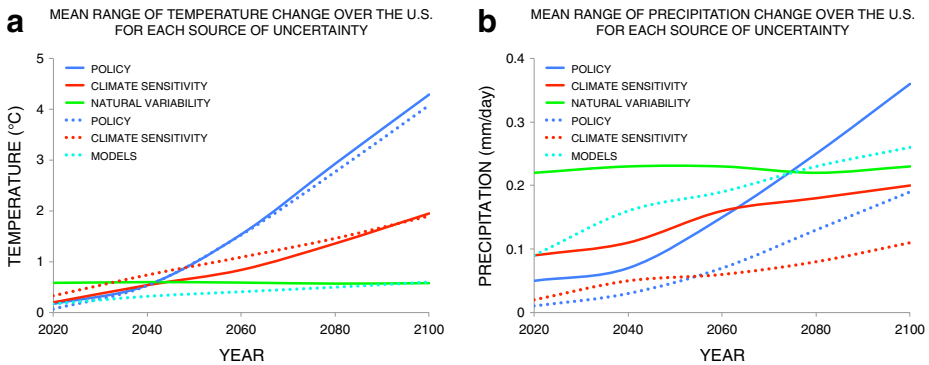 a
MEAN RANGE OF TEMPERATURE CHANGE OVER THE U.S.
FOR EACH SOURCE OF UNCERTAINTY
5
4
3
2
1
0
TEMPERATURE (°C)
POLICY
CLIMATE SENSITIVITY
NATURAL VARIABILITY
POLICY
CLIMATE SENSITIVITY
MODELS
2020 2040 2060 2080 2100
YEAR
b
MEAN RANGE OF PRECIPITATION CHANGE OVER THE U.S.
FOR EACH SOURCE OF UNCERTAINTY
0.4
0.3
0.2
0.1
0
PRECIPITATION (mm/day)
POLICY
CLIMATE SENSITIVITY
NATURAL VARIABILITY
POLICY
CLIMATE SENSITIVITY
MODELS
2020 2040 2060 2080 2100
YEAR